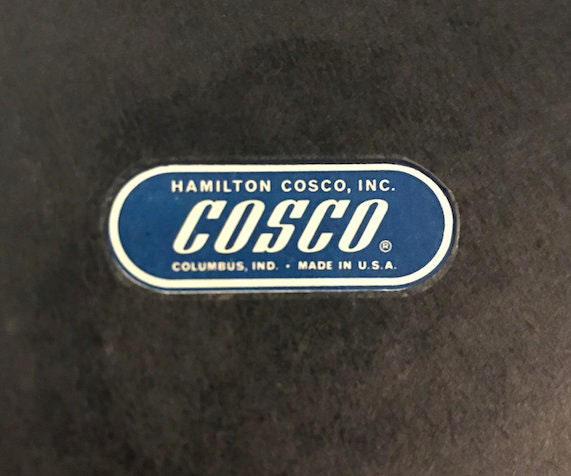 HAMILTON COSCO, INC.
COSCO®
COLUMBUS, IND. • MADE IN U.S.A.